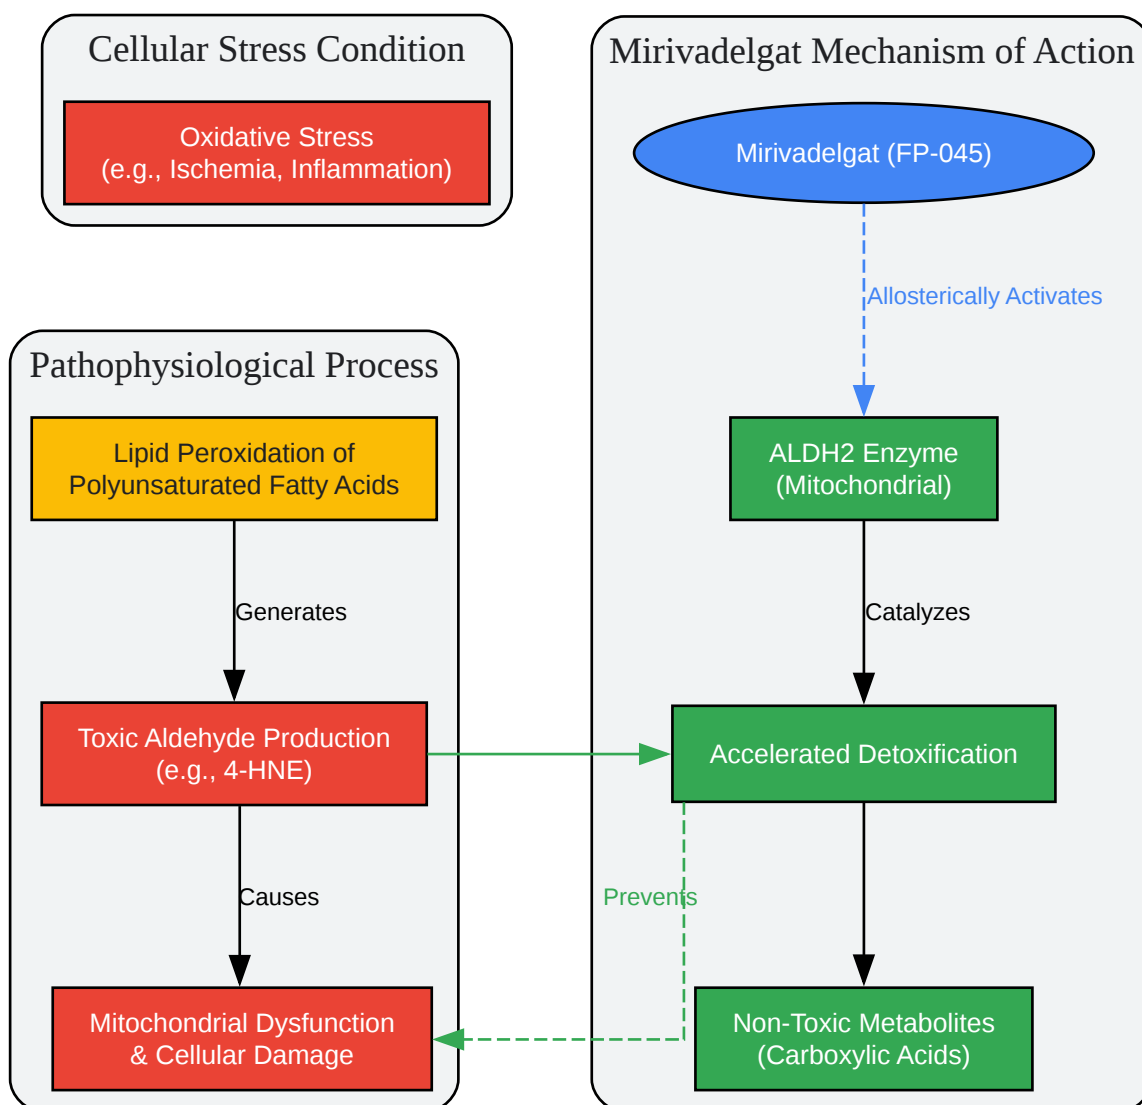 Cellular Stress Condition
Oxidative Stress
(e.g., Ischemia, Inflammation)
Mirivadelgat Mechanism of Action
Mirivadelgat (FP-045)
Allosterically Activates
Pathophysiological Process
Lipid Peroxidation of
Polyunsaturated Fatty Acids
ALDH2 Enzyme
(Mitochondrial)
Generates
Catalyzes
Toxic Aldehyde Production
(e.g., 4-HNE)
Accelerated Detoxification
Causes
Prevents
Mitochondrial Dysfunction
& Cellular Damage
Non-Toxic Metabolites
(Carboxylic Acids)